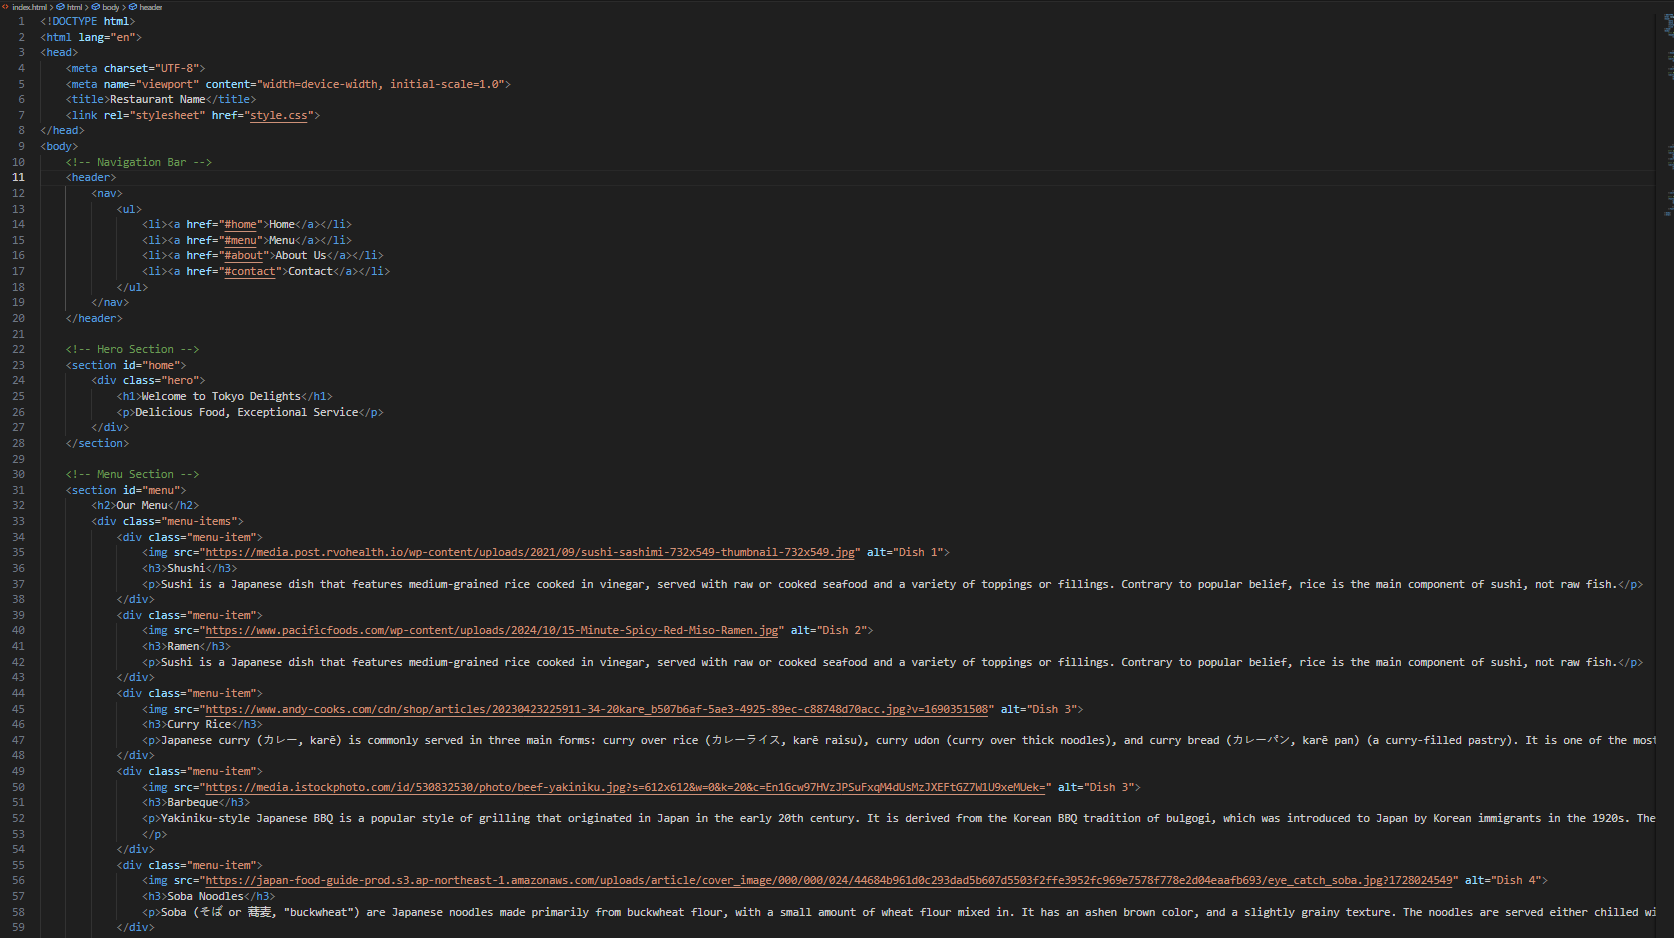 index.html > html > body > header
1 <!DOCTYPE html>
2 <html lang="en">
3 <head>
4     <meta charset="UTF-8">
5     <meta name="viewport" content="width=device-width, initial-scale=1.0">
6     <title>Restaurant Name</title>
7     <link rel="stylesheet" href="style.css">
8 </head>
9 <body>
10     <!-- Navigation Bar -->
11     <header>
12         <nav>
13             <ul>
14                 <li><a href="#home">Home</a></li>
15                 <li><a href="#menu">Menu</a></li>
16                 <li><a href="#about">About Us</a></li>
17                 <li><a href="#contact">Contact</a></li>
18             </ul>
19         </nav>
20     </header>
21
22     <!-- Hero Section -->
23     <section id="home">
24         <div class="hero">
25             <h1>Welcome to Tokyo Delights</h1>
26             <p>Delicious Food, Exceptional Service</p>
27         </div>
28     </section>
29
30     <!-- Menu Section -->
31     <section id="menu">
32         <h2>Our Menu</h2>
33         <div class="menu-items">
34             <div class="menu-item">
35                 <img src="https://media.post.rvohealth.io/wp-content/uploads/2021/09/sushi-sashimi-732x549-thumbnail-732x549.jpg" alt="Dish 1">
36                 <h3>Shushi</h3>
37                 <p>Sushi is a Japanese dish that features medium-grained rice cooked in vinegar, served with raw or cooked seafood and a variety of toppings or fillings. Contrary to popular belief, rice is the main component of sushi, not raw fish.</p>
38             </div>
39             <div class="menu-item">
40                 <img src="https://www.pacificfoods.com/wp-content/uploads/2024/10/15-Minute-Spicy-Red-Miso-Ramen.jpg" alt="Dish 2">
41                 <h3>Ramen</h3>
42                 <p>Sushi is a Japanese dish that features medium-grained rice cooked in vinegar, served with raw or cooked seafood and a variety of toppings or fillings. Contrary to popular belief, rice is the main component of sushi, not raw fish.</p>
43             </div>
44             <div class="menu-item">
45                 <img src="https://www.andy-cooks.com/cdn/shop/articles/20230423225911-34-20kare_b507b6af-5ae3-4925-89ec-c88748d70acc.jpg?v=1690351508" alt="Dish 3">
46                 <h3>Curry Rice</h3>
47                 <p>Japanese curry (カレー, karē) is commonly served in three main forms: curry over rice (カレーライス, karē raisu), curry udon (curry over thick noodles), and curry bread (カレーパン, karē pan) (a curry-filled pastry). It is one of the most
48             </div>
49             <div class="menu-item">
50                 <img src="https://media.istockphoto.com/id/530832530/photo/beef-yakiniku.jpg?s=612x612&w=0&k=20&c=En1Gcw97HVzJPSuFxqM4dUsMzJXEFtGZ7W1U9xeMUek=" alt="Dish 3">
51                 <h3>Barbeque</h3>
52                 <p>Yakiniku-style Japanese BBQ is a popular style of grilling that originated in Japan in the early 20th century. It is derived from the Korean BBQ tradition of bulgogi, which was introduced to Japan by Korean immigrants in the 1920s. The
53                 </p>
54             </div>
55             <div class="menu-item">
56                 <img src="https://japan-food-guide-prod.s3.ap-northeast-1.amazonaws.com/uploads/article/cover_image/000/000/024/44684b961d0c293dad5b607d5503f2ffe3952fc969e7578f778e2d04eaafb693/eye_catch_soba.jpg?1728024549" alt="Dish 4">
57                 <h3>Soba Noodles</h3>
58                 <p>Soba (そば or 蕎麦, "buckwheat") are Japanese noodles made primarily from buckwheat flour, with a small amount of wheat flour mixed in. It has an ashen brown color, and a slightly grainy texture. The noodles are served either chilled wi
59             </div>